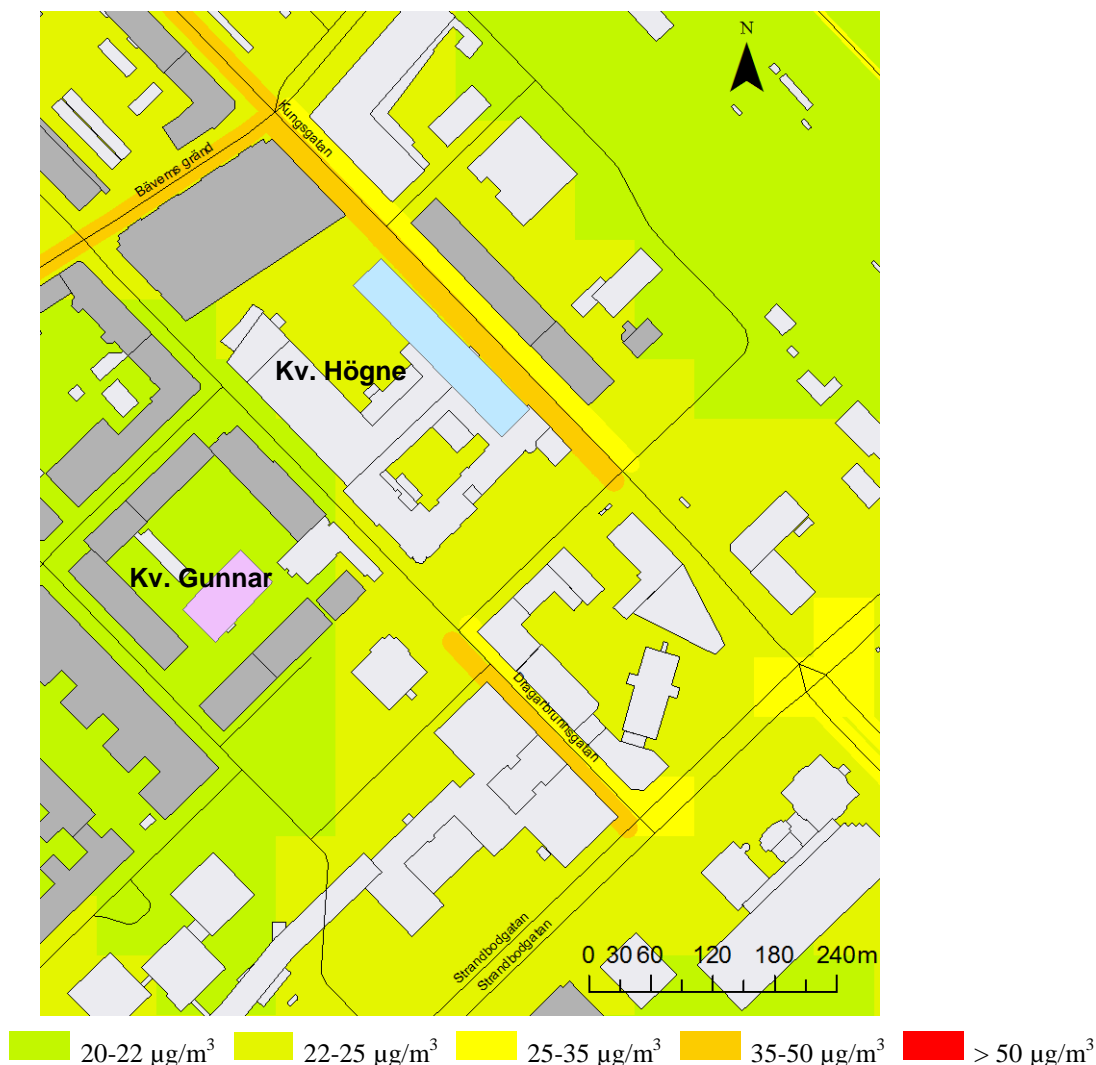 N
Kungsgatan
Bäverns gränd
Kv. Högne
Kv. Gunnar
Dragarbrunnsgatan
Strandbodgatan
Strandbodgatan
0 30 60 120 180 240 m
20-22 µg/m³ 22-25 µg/m³ 25-35 µg/m³ 35-50 µg/m³ > 50 µg/m³